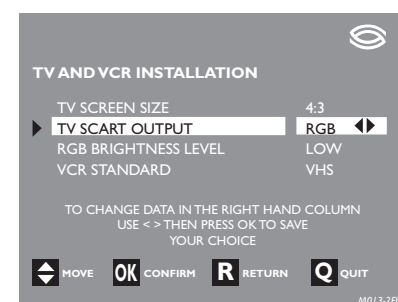 TV AND VCR INSTALLATION
TV SCREEN SIZE 4:3
TV SCART OUTPUT RGB
RGB BRIGHTNESS LEVEL LOW
VCR STANDARD VHS
TO CHANGE DATA IN THE RIGHT HAND COLUMN
USE < > THEN PRESS OK TO SAVE
YOUR CHOICE
MOVE OK CONFIRM R RETURN Q QUIT